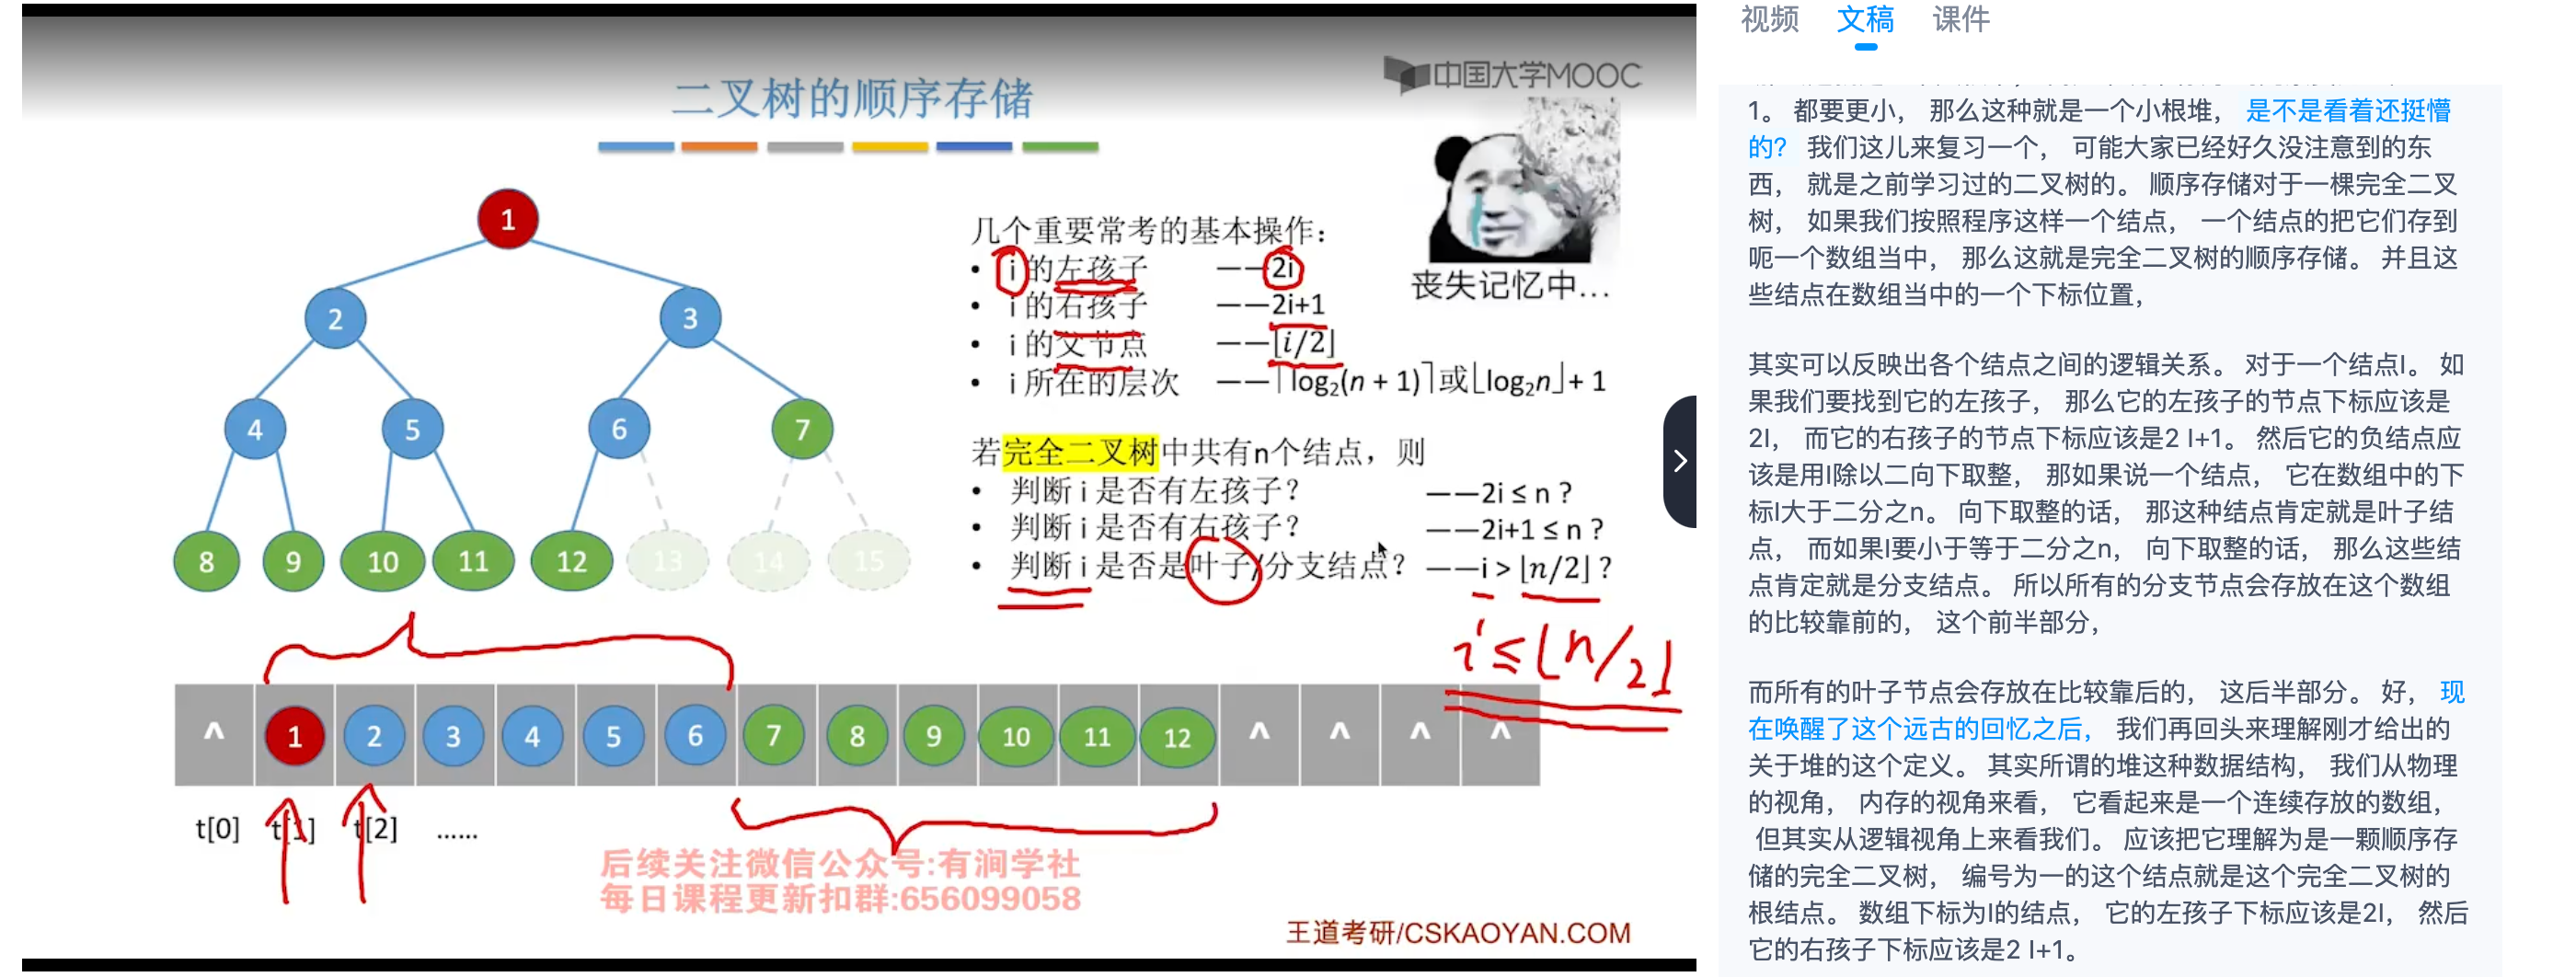 中国大学MOOC
二叉树的顺序存储
1
2 3
4 5 6 7
8 9 10 11 12 13 14 15
几个重要常考的基本操作：
• i 的左孩子 ——2i
• i 的右孩子 ——2i+1
• i 的父节点 ——⌊i/2⌋
• i 所在的层次 ——⌈log₂(n + 1)⌉或⌊log₂n⌋ + 1
丧失记忆中...
若完全二叉树中共有n个结点，则
• 判断 i 是否有左孩子？ ——2i ≤ n ?
• 判断 i 是否有右孩子？ ——2i+1 ≤ n ?
• 判断 i 是否是叶子/分支结点？ ——i > ⌊n/2⌋ ?
i ≤ ⌊n/2⌋
^ 1 2 3 4 5 6 7 8 9 10 11 12 ^ ^ ^ ^
t[0] t[1] t[2] ......
后续关注微信公众号:有涧学社
每日课程更新扣群:656099058
王道考研/CSKAOYAN.COM
视频 文稿 课件
1。 都要更小， 那么这种就是一个小根堆， 是不是看着还挺懵
的? 我们这儿来复习一个， 可能大家已经好久没注意到的东
西， 就是之前学习过的二叉树的。 顺序存储对于一棵完全二叉
树， 如果我们按照程序这样一个结点， 一个结点的把它们存到
呃一个数组当中， 那么这就是完全二叉树的顺序存储。 并且这
些结点在数组当中的一个下标位置，
其实可以反映出各个结点之间的逻辑关系。 对于一个结点I。 如
果我们要找到它的左孩子， 那么它的左孩子的节点下标应该是
2I， 而它的右孩子的节点下标应该是2 I+1。 然后它的负结点应
该是用I除以二向下取整， 那如果说一个结点， 它在数组中的下
标I大于二分之n。 向下取整的话， 那这种结点肯定就是叶子结
点， 而如果I要小于等于二分之n， 向下取整的话， 那么这些结
点肯定就是分支结点。 所以所有的分支节点会存放在这个数组
的比较靠前的， 这个前半部分，
而所有的叶子节点会存放在比较靠后的， 这后半部分。 好， 现
在唤醒了这个远古的回忆之后， 我们再回头来理解刚才给出的
关于堆的这个定义。 其实所谓的堆这种数据结构， 我们从物理
的视角， 内存的视角来看， 它看起来是一个连续存放的数组，
但其实从逻辑视角上来看我们。 应该把它理解为是一颗顺序存
储的完全二叉树， 编号为一的这个结点就是这个完全二叉树的
根结点。 数组下标为I的结点， 它的左孩子下标应该是2I， 然后
它的右孩子下标应该是2 I+1。